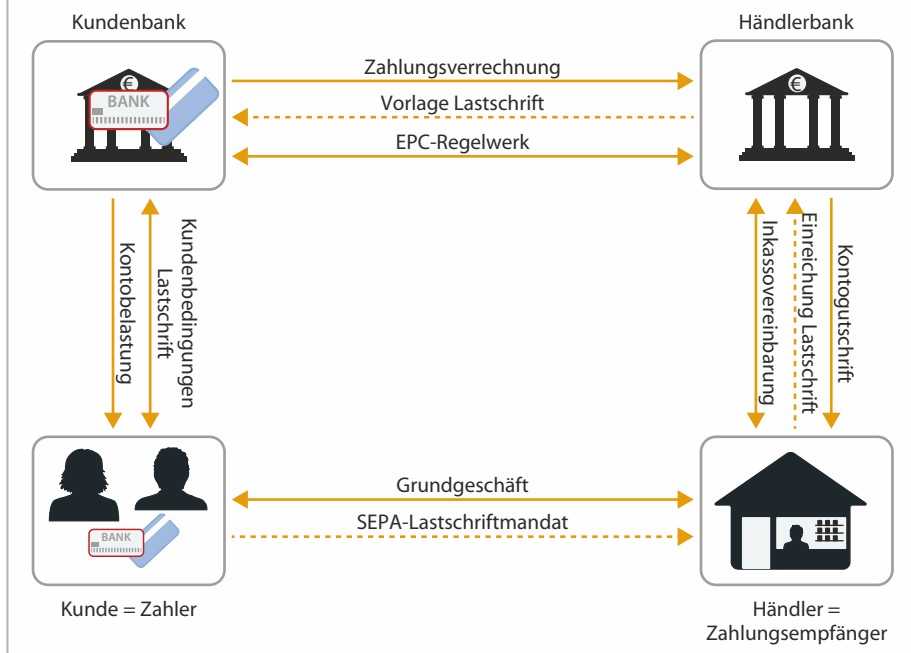 Kundenbank
Händlerbank
€
BANK
€
Zahlungsverrechnung
Vorlage Lastschrift
EPC-Regelwerk
Kontobelastung
Kundenbedingungen
Lastschrift
Inkassovereinbarung
Einreichung Lastschrift
Kontogutschrift
BANK
Grundgeschäft
SEPA-Lastschriftmandat
Kunde = Zahler
Händler =
Zahlungsempfänger